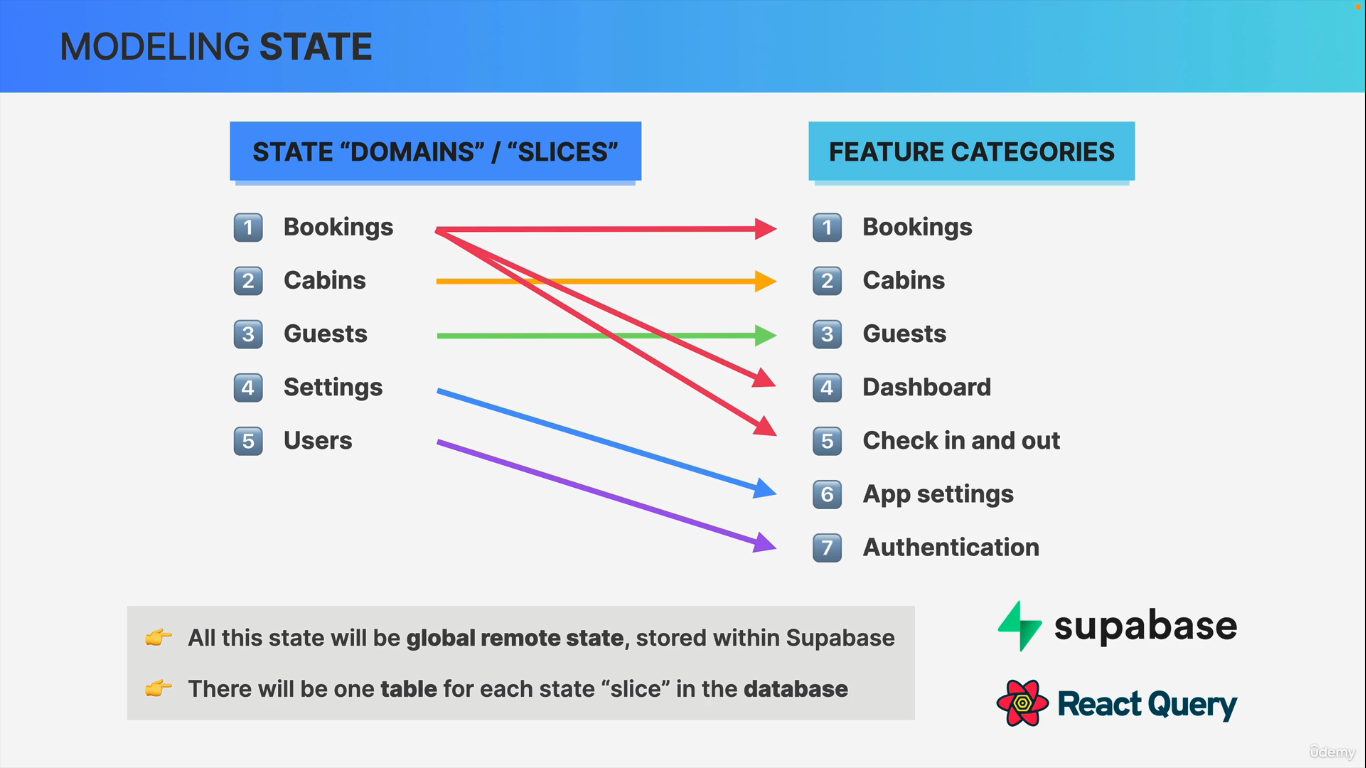 MODELING STATE
STATE “DOMAINS” / “SLICES”
1 Bookings
2 Cabins
3 Guests
4 Settings
5 Users
FEATURE CATEGORIES
1 Bookings
2 Cabins
3 Guests
4 Dashboard
5 Check in and out
6 App settings
7 Authentication
👉 All this state will be global remote state, stored within Supabase
👉 There will be one table for each state “slice” in the database
supabase
React Query
ûdemy